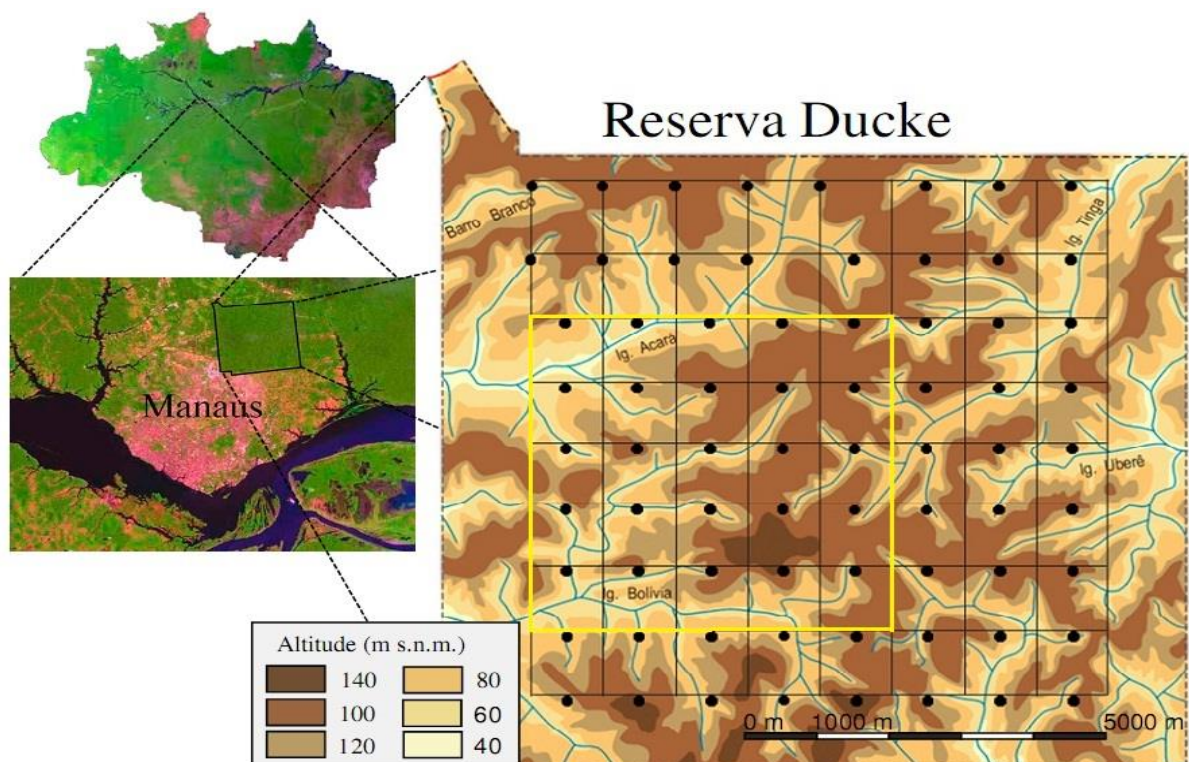 Reserva Ducke
Barro Branco
Ig. Tinga
Ig. Acará
Manaus
Ig. Uberê
Ig. Bolívia
Altitude (m s.n.m.)
140 80
100 60
120 40
0 m 1000 m 5000 m